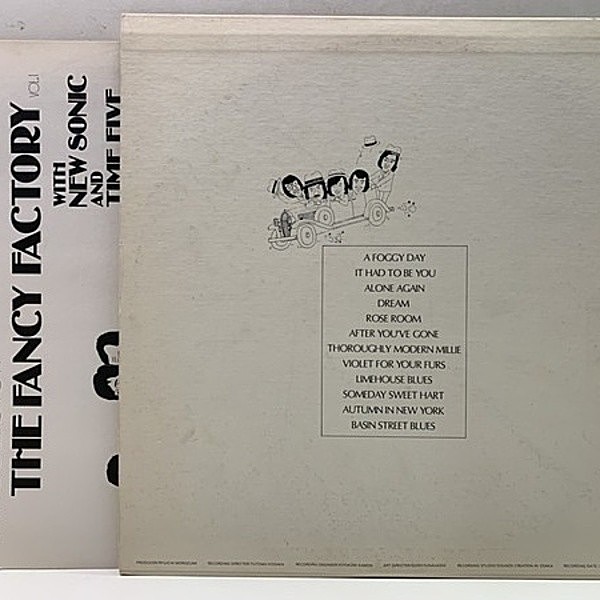 THE FANCY FACTORY VOL.1
WITH
NEW SONIC
AND
TIME FIVE
A FOGGY DAY
IT HAD TO BE YOU
ALONE AGAIN
DREAM
ROSE ROOM
AFTER YOU'VE GONE
THOROUGHLY MODERN MILLIE
VIOLET FOR YOUR FURS
LIMEHOUSE BLUES
SOMEDAY SWEET HART
AUTUMN IN NEW YORK
BASIN STREET BLUES